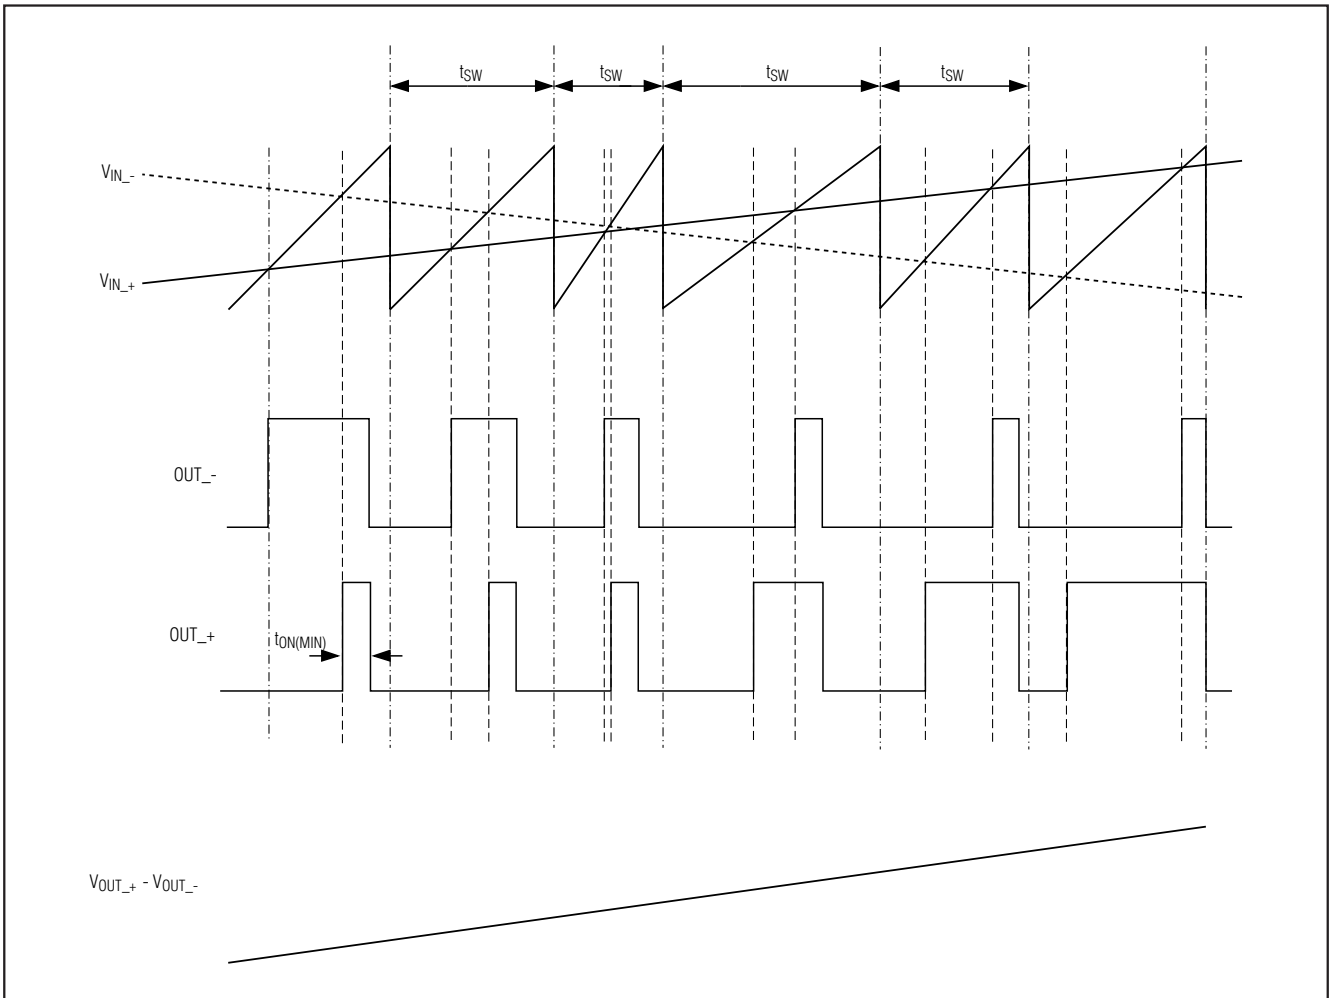 tSW tSW tSW tSW
VIN_-
VIN_+
OUT_-
OUT_+
tON(MIN)
VOUT_+ - VOUT_-